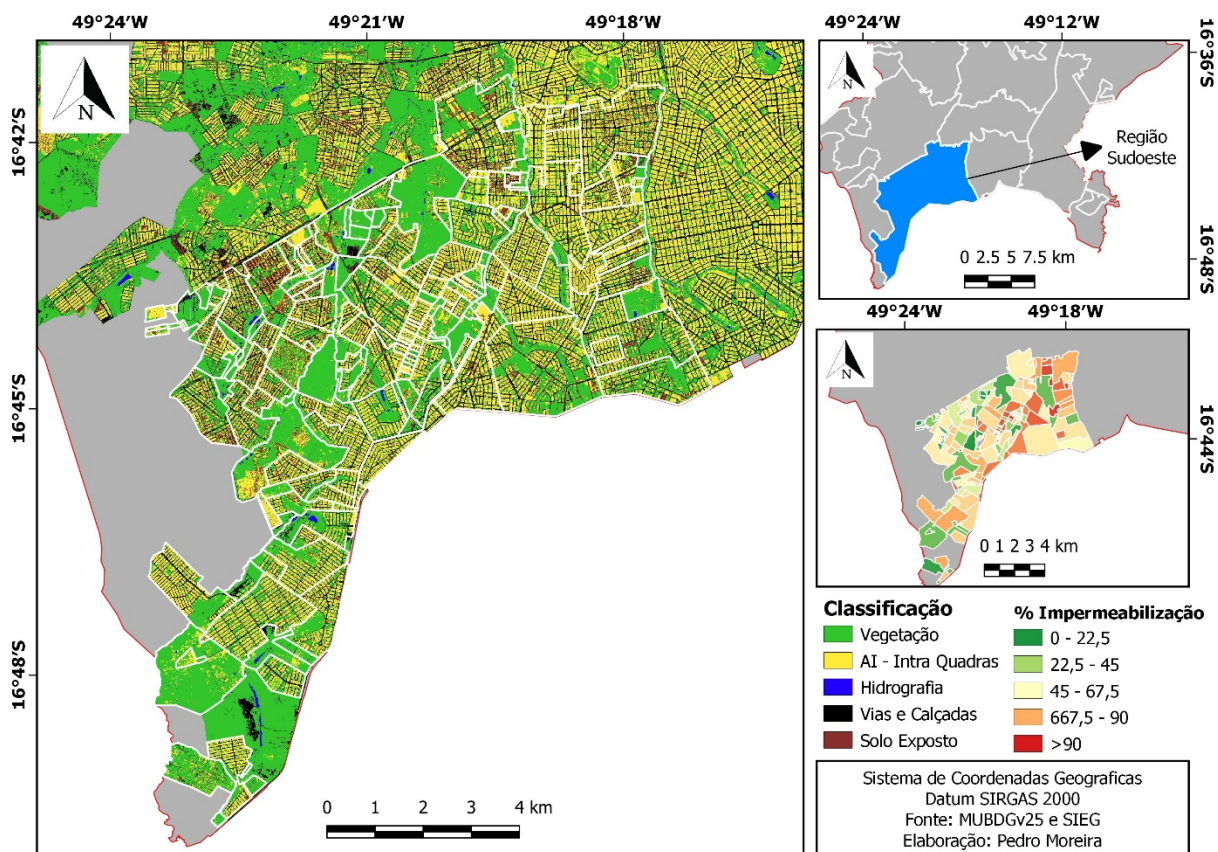 49°24'W 49°21'W 49°18'W
N
16°42'S
16°45'S
16°48'S
0 1 2 3 4 km
49°24'W 49°12'W
N
16°36'S
16°48'S
Região
Sudoeste
0 2.5 5 7.5 km
49°24'W 49°18'W
N
16°44'S
0 1 2 3 4 km
Classificação
Vegetação
AI - Intra Quadras
Hidrografia
Vias e Calçadas
Solo Exposto
% Impermeabilização
0 - 22,5
22,5 - 45
45 - 67,5
667,5 - 90
>90
Sistema de Coordenadas Geograficas
Datum SIRGAS 2000
Fonte: MUBDGv25 e SIEG
Elaboração: Pedro Moreira